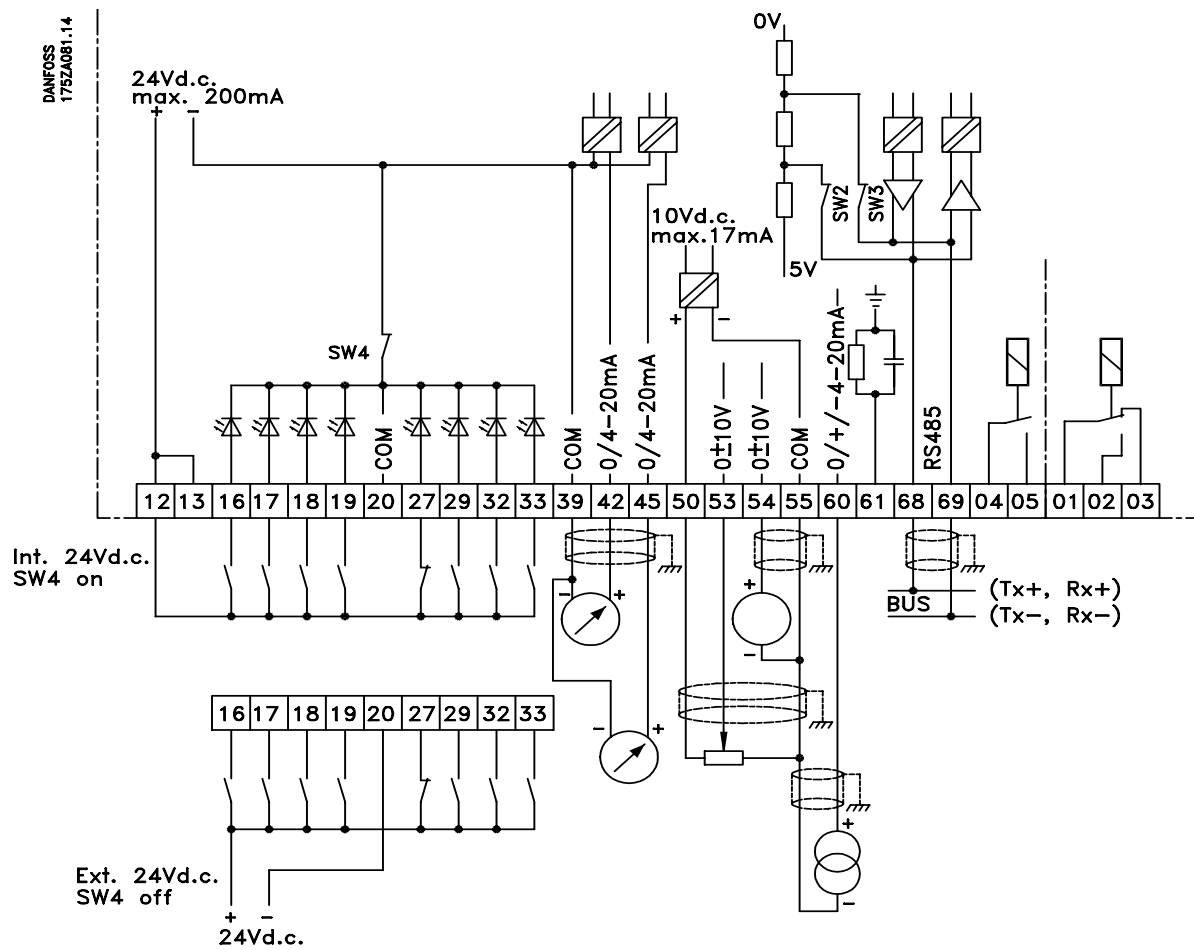 DANFOSS
175ZA081.14
24Vd.c.
max. 200mA
+ −
0V
SW2
SW3
10Vd.c.
max.17mA
5V
+ −
SW4
COM
COM
0/4−20mA
0/4−20mA
0±10V
0±10V
COM
0/+/−4−20mA
RS485
12 13 16 17 18 19 20 27 29 32 33 39 42 45 50 53 54 55 60 61 68 69 04 05 01 02 03
Int. 24Vd.c.
SW4 on
− +
+
−
BUS
(Tx+, Rx+)
(Tx−, Rx−)
16 17 18 19 20 27 29 32 33
− +
+
−
Ext. 24Vd.c.
SW4 off
+ −
24Vd.c.